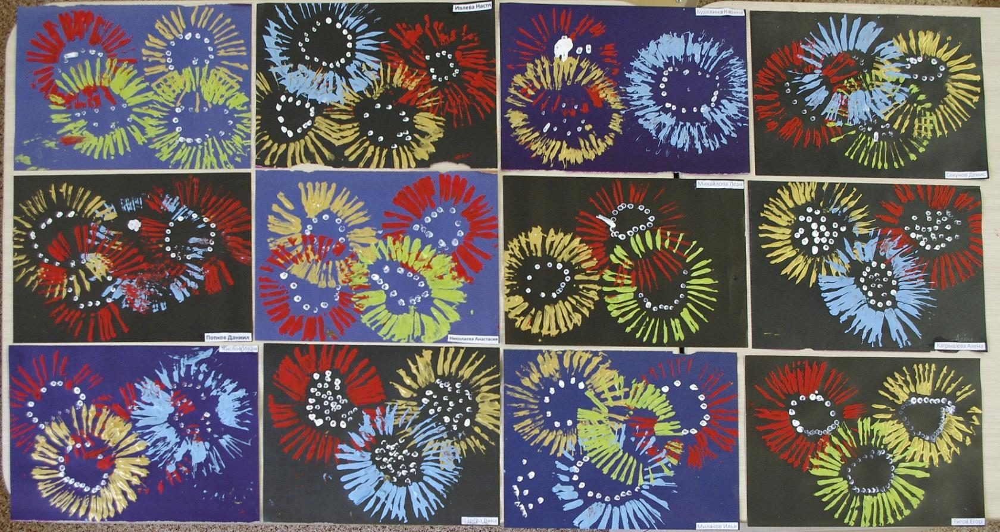 Ивлева Настя
Буделина Карина
Секунов Денис
Попков Даниил
Николаева Анастасия
Михайлова Лера
Катрышева Алена
Кислов Иван
Царёва Вика
Миляков Илья
Титов Егор